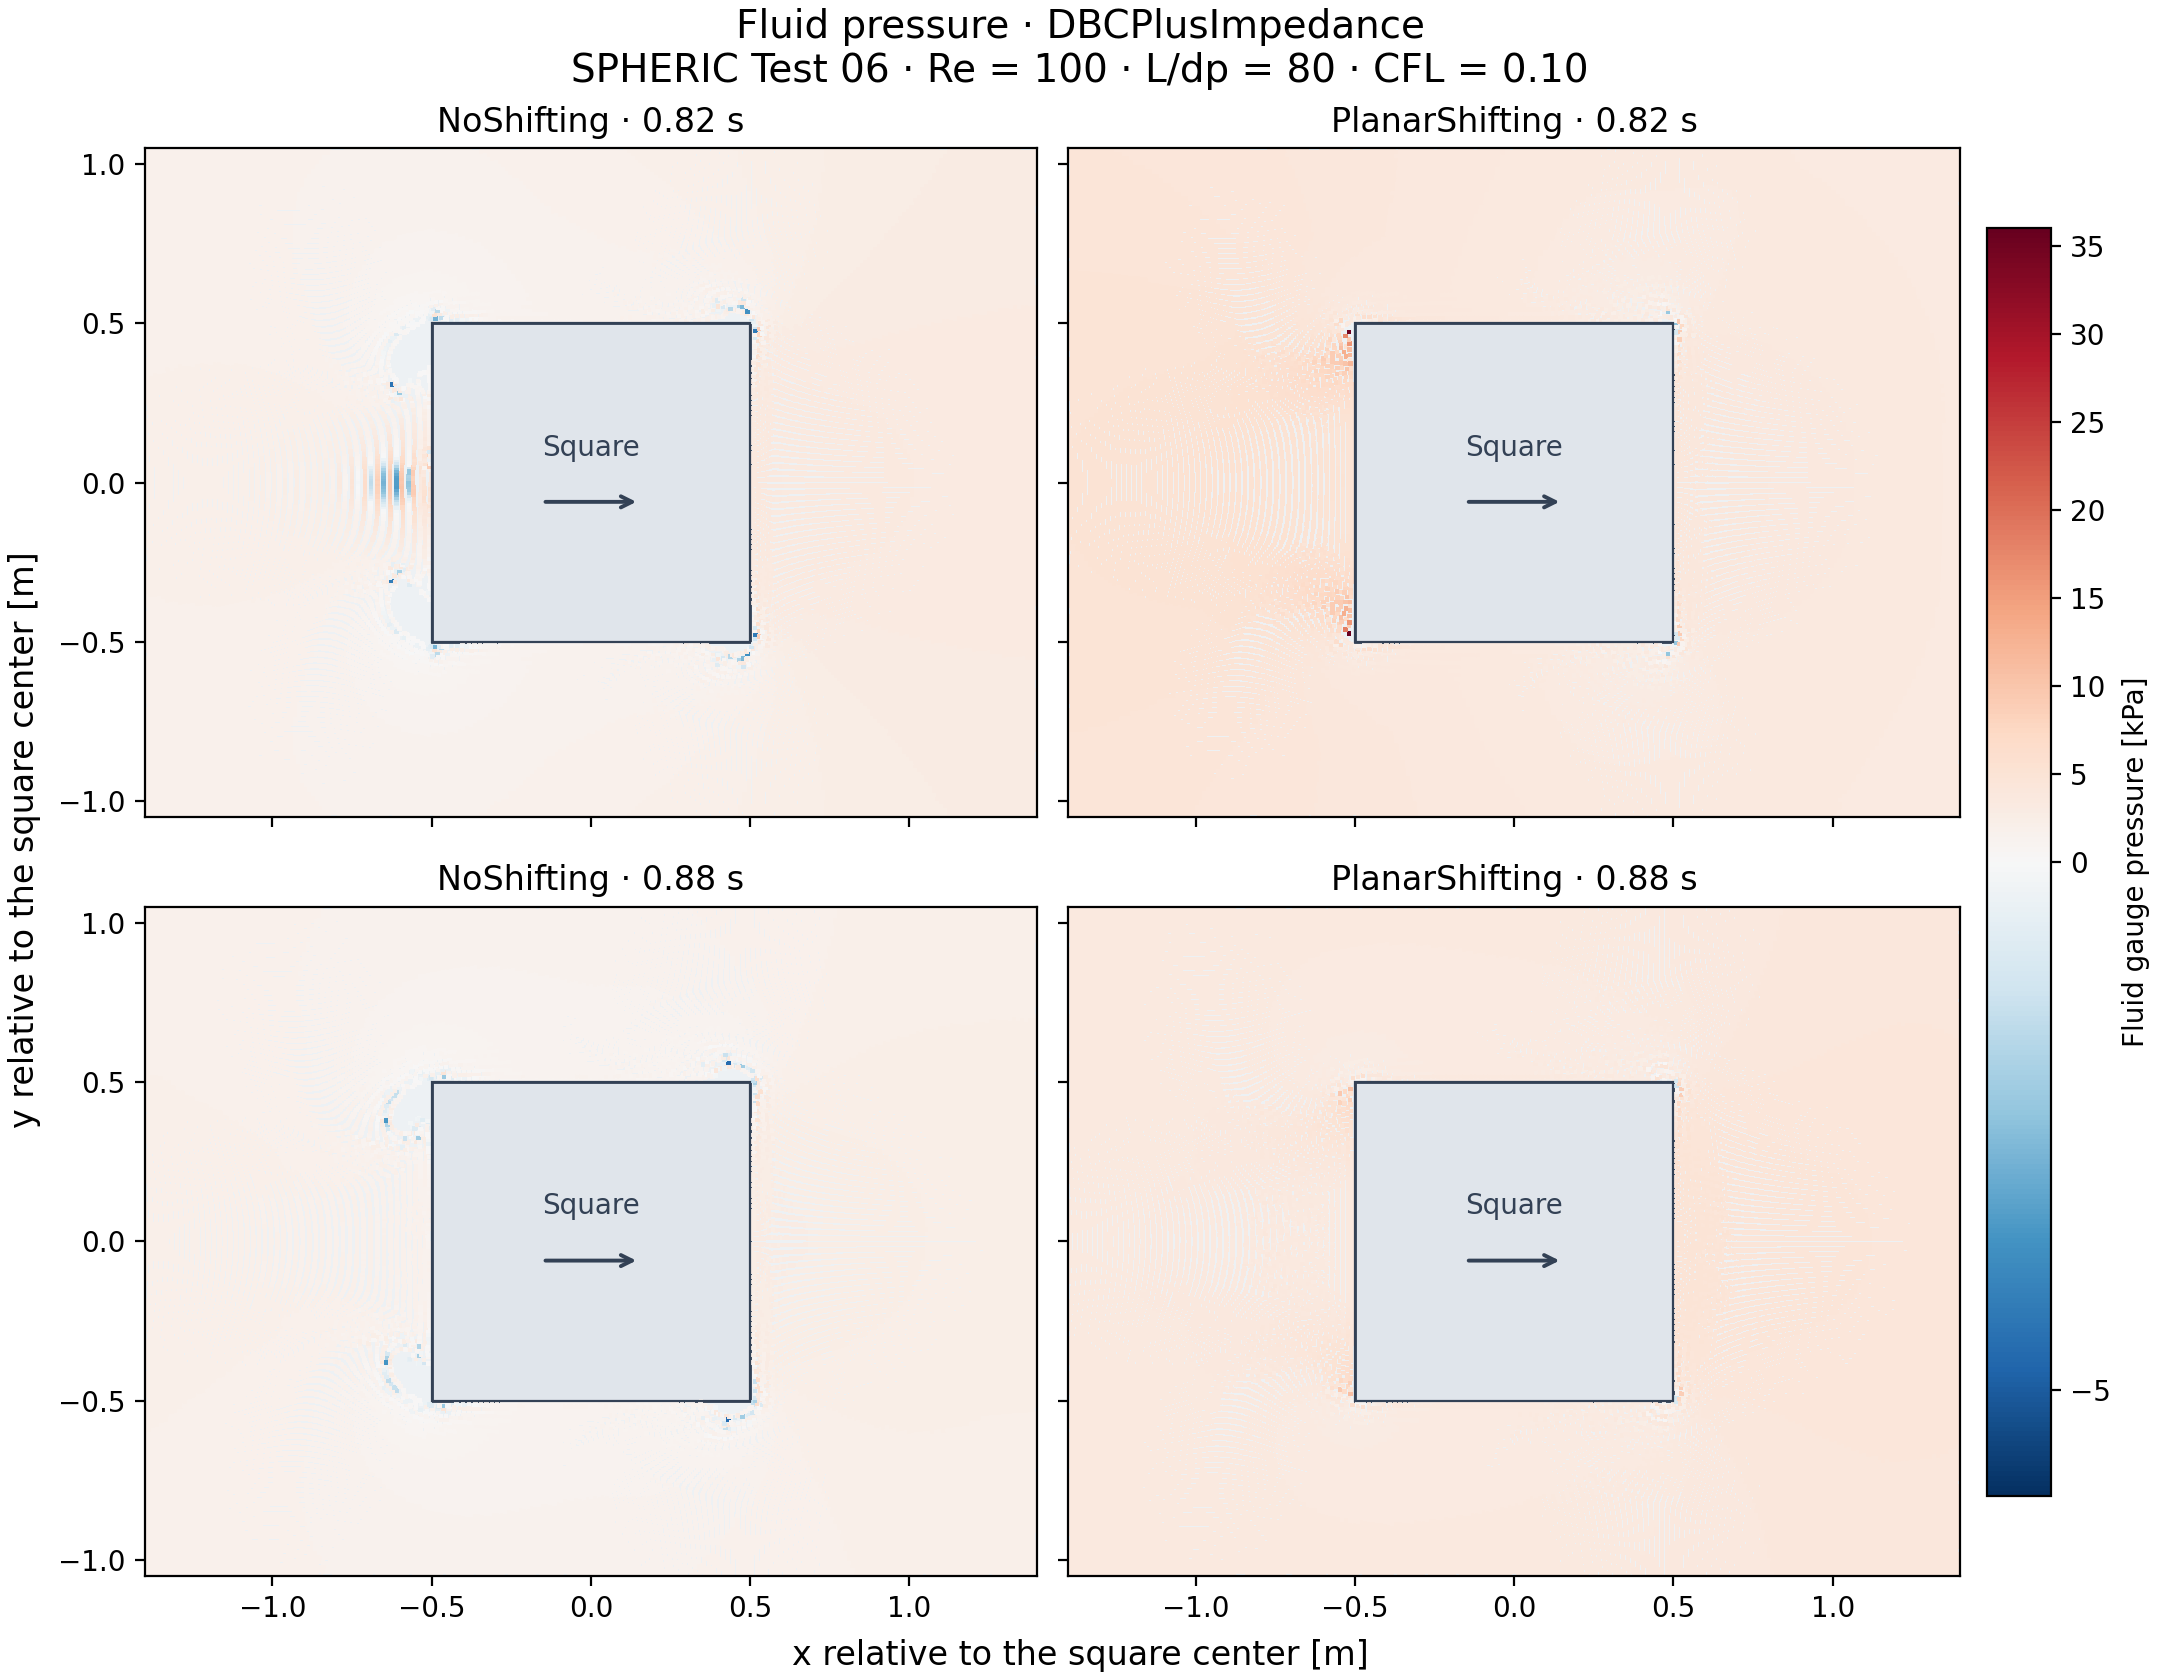 Fluid pressure · DBCPlusImpedance
SPHERIC Test 06 · Re = 100 · L/dp = 80 · CFL = 0.10
NoShifting · 0.82 s
PlanarShifting · 0.82 s
1.0
0.5
0.0
−0.5
−1.0
Square
Square
NoShifting · 0.88 s
PlanarShifting · 0.88 s
1.0
0.5
0.0
−0.5
−1.0
Square
Square
−1.0
−0.5
0.0
0.5
1.0
−1.0
−0.5
0.0
0.5
1.0
x relative to the square center [m]
y relative to the square center [m]
35
30
25
20
15
10
5
0
−5
Fluid gauge pressure [kPa]